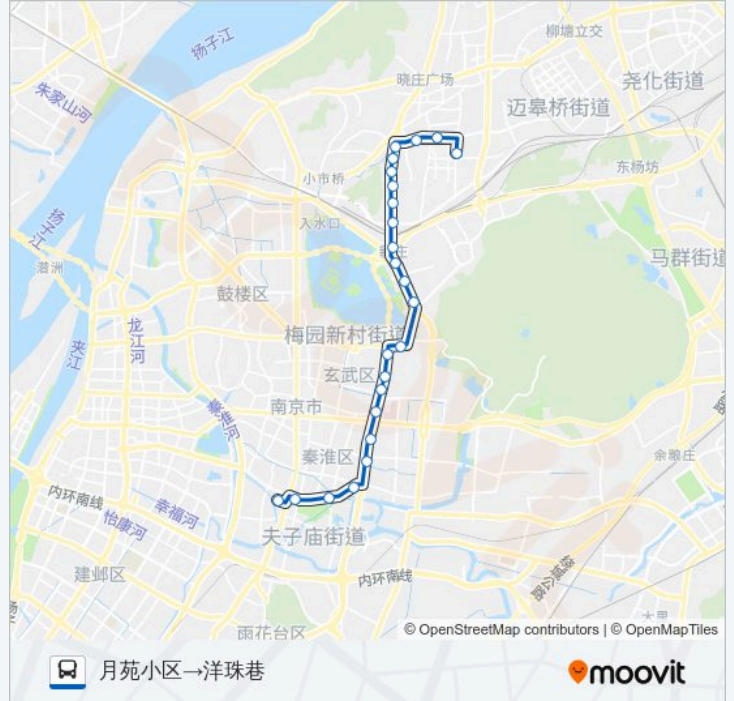 扬子江
柳塘立交
晓庄广场
尧化街道
朱家山河
迈皋桥街道
东杨坊
小市桥
扬子江
入水口
马群街道
潜洲
鼓楼区
龙江河
梅园新村街道
夹江
玄武区
南京市
秦淮河
秦淮区
余粮庄
内环南线
幸福河
怡康河
夫子庙街道
建邺区
内环南线
绕城公路
雨花台区
© OpenStreetMap contributors | © OpenMapTiles
月苑小区→洋珠巷
moovit